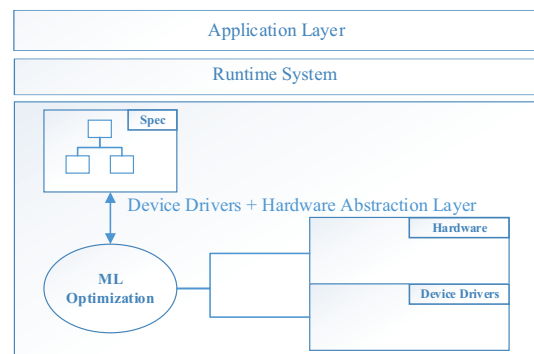 Application Layer
Runtime System
Spec
Device Drivers + Hardware Abstraction Layer
Hardware
ML
Optimization
Device Drivers